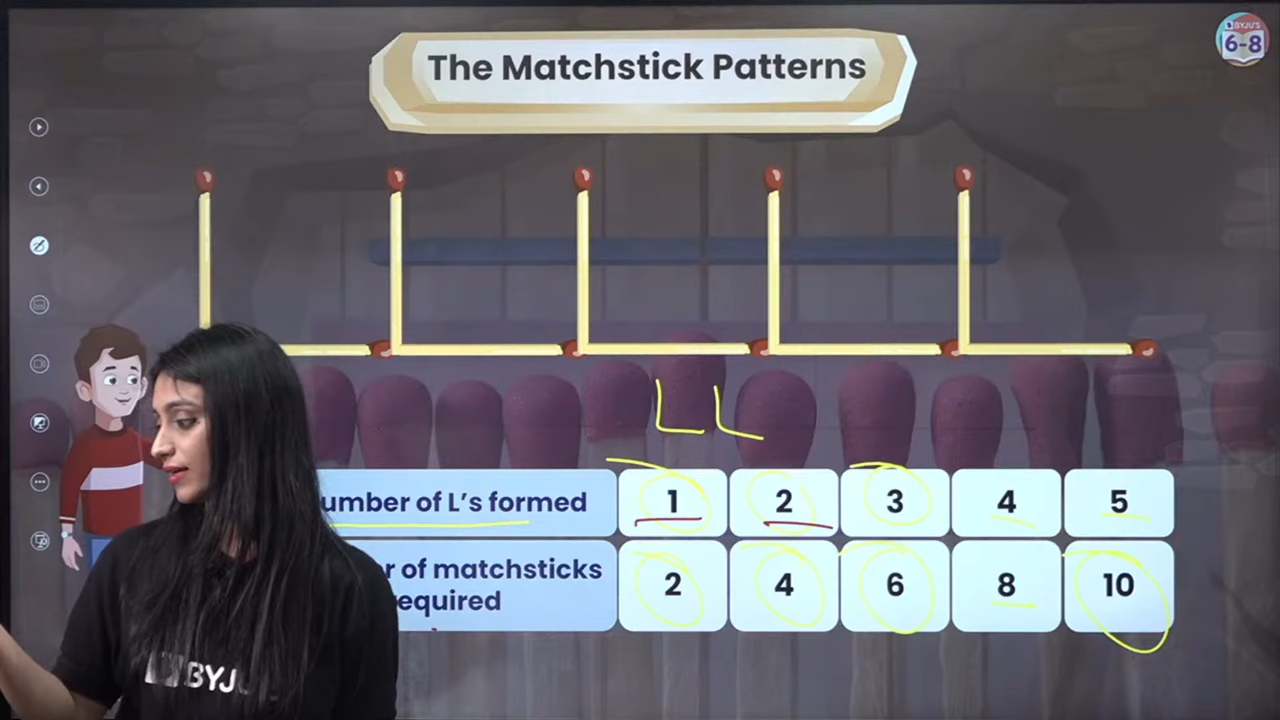 The Matchstick Patterns
BYJU'S
6-8
L L
umber of L's formed 1 2 3 4 5
r of matchsticks
equired
2 4 6 8 10
BYJU